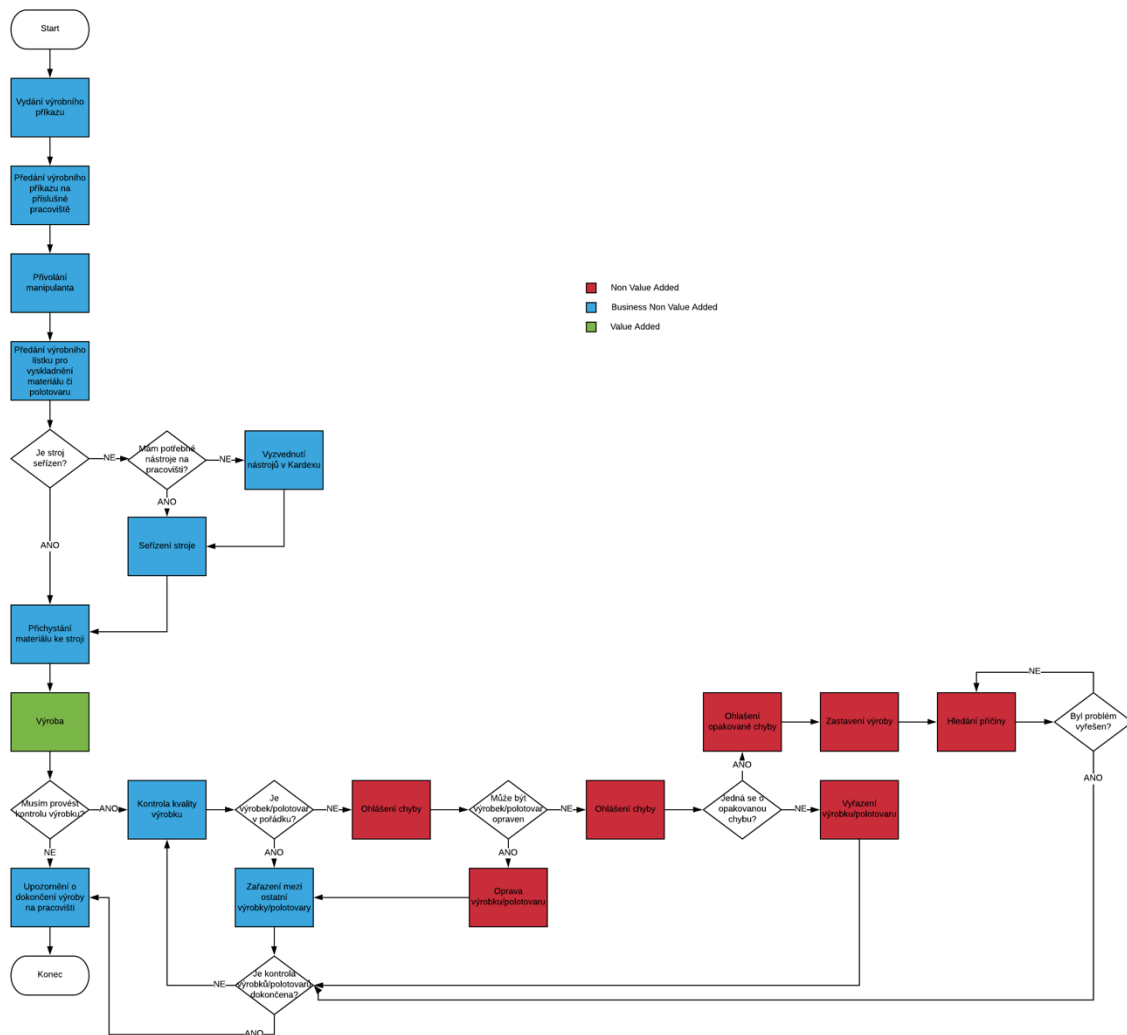 Start
Vydání výrobního
příkazu
Předání výrobního
příkazu na
příslušné
pracoviště
Přivolání
manipulanta
Non Value Added
Business Non Value Added
Value Added
Předání výrobního
lístku pro
vyskladnění
materiálu či
polotovaru
Je stroj
seřízen?
NE
Mám potřebné
nástroje na
pracovišti?
NE
Vyzvednutí
nástrojů v Kardexu
ANO
ANO
Seřízení stroje
Přichystání
materiálu ke stroji
Výroba
Ohlašení
opakované chyby
Zastavení výroby
Hledání příčiny
NE
Byl problém
vyřešen?
ANO
ANO
Musím provést
kontrolu výrobku?
ANO
Kontrola kvality
výrobku
Je
výrobek/polotovar
v pořádku?
NE
Ohlášení chyby
Může být
výrobek/polotovar
opraven
NE
Ohlášení chyby
Jedná se o
opakovanou
chybu?
NE
Vyřazení
výrobku/polotovaru
NE
ANO
ANO
Upozornění o
dokončení výroby
na pracovišti
Zařazení mezi
ostatní
výrobky/polotovary
Oprava
výrobku/polotovaru
Konec
NE
Je kontrola
výrobků/polotovarů
dokončena?
ANO